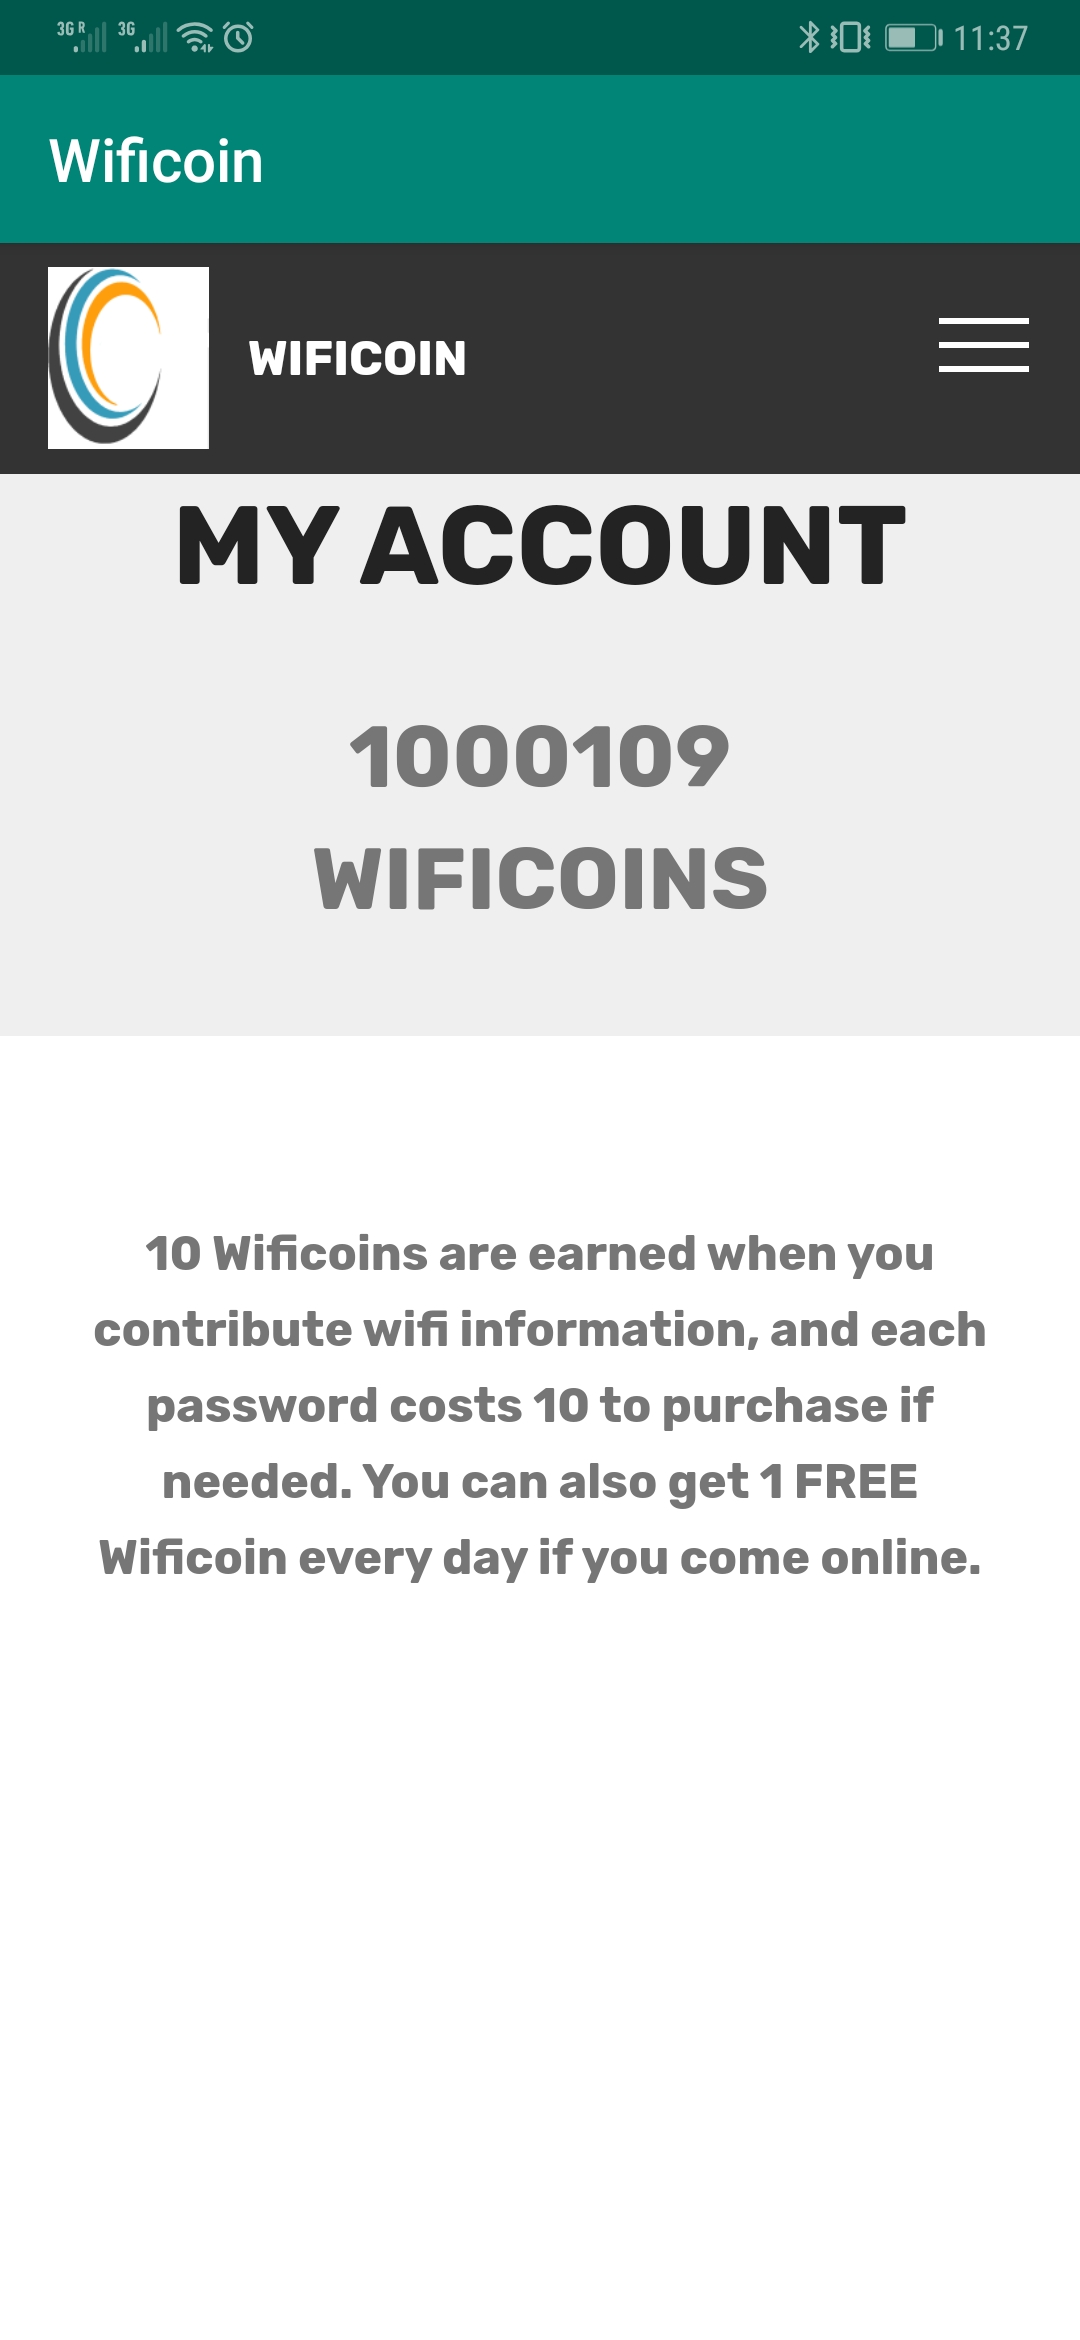 3G R 3G 11:37
Wificoin
WIFICOIN
MY ACCOUNT
1000109
WIFICOINS
10 Wificoins are earned when you
contribute wifi information, and each
password costs 10 to purchase if
needed. You can also get 1 FREE
Wificoin every day if you come online.